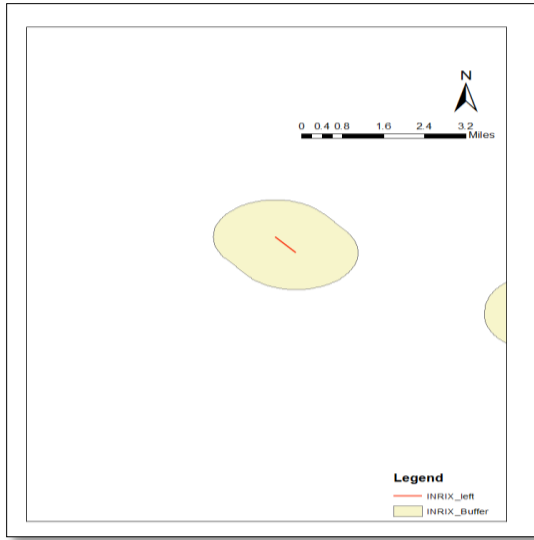 N
0 0.4 0.8 1.6 2.4 3.2
Miles
Legend
INRIX_left
INRIX_Buffer